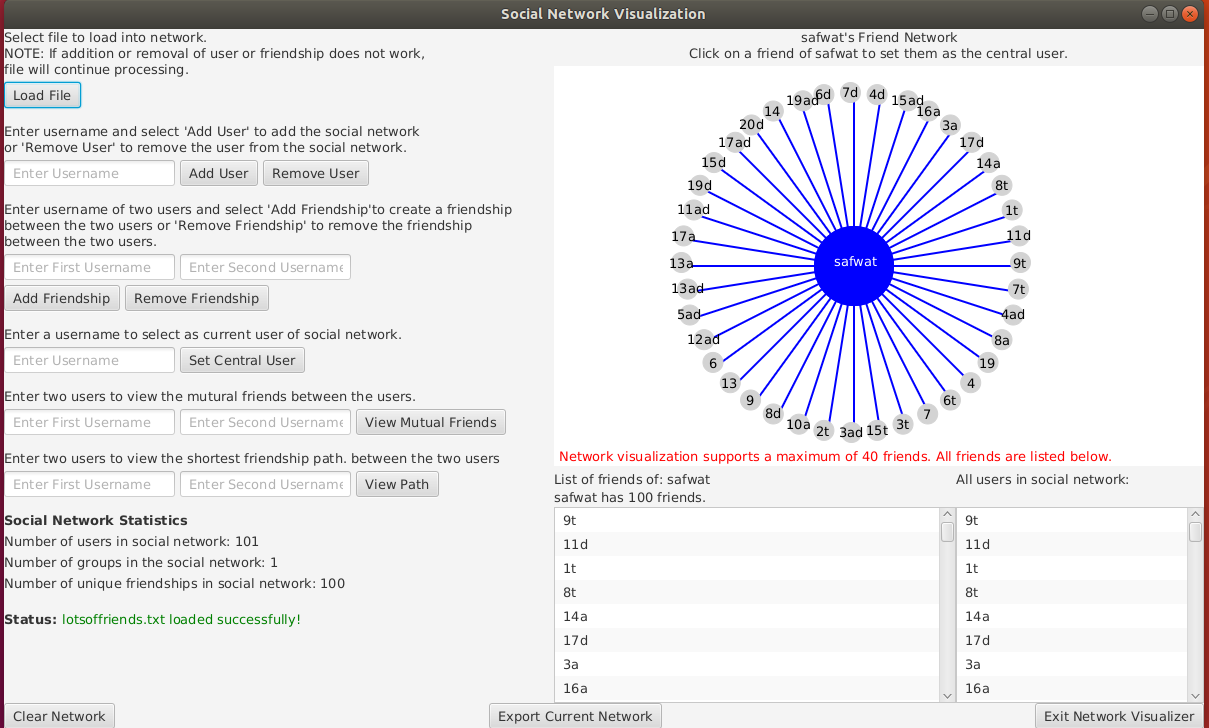 Social Network Visualization
Select file to load into network.
NOTE: If addition or removal of user or friendship does not work,
file will continue processing.
Load File
Enter username and select 'Add User' to add the social network
or 'Remove User' to remove the user from the social network.
Enter Username
Add User
Remove User
Enter username of two users and select 'Add Friendship'to create a friendship
between the two users or 'Remove Friendship' to remove the friendship
between the two users.
Enter First Username
Enter Second Username
Add Friendship
Remove Friendship
Enter a username to select as current user of social network.
Enter Username
Set Central User
Enter two users to view the mutural friends between the users.
Enter First Username
Enter Second Username
View Mutual Friends
Enter two users to view the shortest friendship path. between the two users
Enter First Username
Enter Second Username
View Path
Social Network Statistics
Number of users in social network: 101
Number of groups in the social network: 1
Number of unique friendships in social network: 100
Status: lotsoffriends.txt loaded successfully!
Clear Network
safwat's Friend Network
Click on a friend of safwat to set them as the central user.
7d
4d
15ad
16a
3a
17d
14a
8t
1t
11d
9t
7t
4ad
8a
19
4
6t
7
3t
15t
3ad
2t
10a
8d
9
13
6
12ad
5ad
13ad
13a
17a
11ad
19d
15d
17ad
20d
14
19ad
6d
safwat
Network visualization supports a maximum of 40 friends. All friends are listed below.
List of friends of: safwat
safwat has 100 friends.
9t
11d
1t
8t
14a
17d
3a
16a
All users in social network:
9t
11d
1t
8t
14a
17d
3a
16a
Export Current Network
Exit Network Visualizer